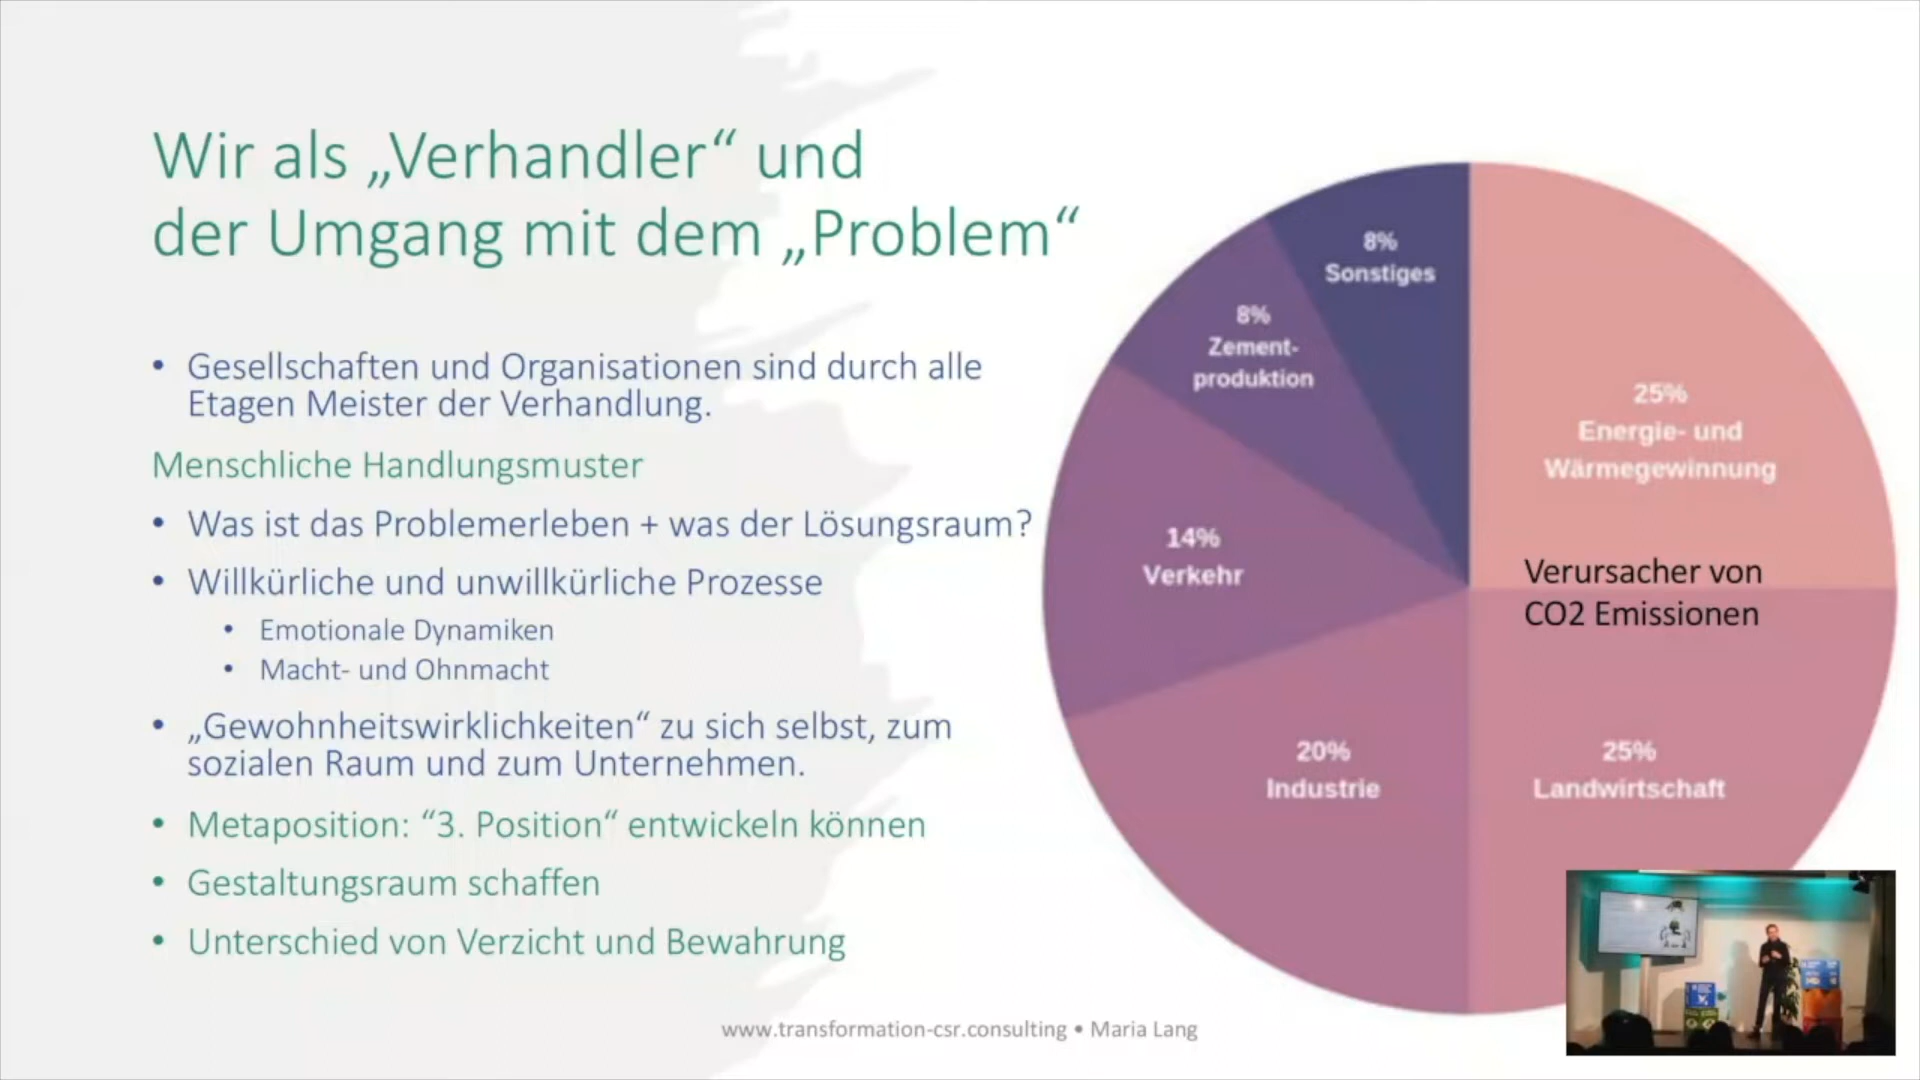 Wir als „Verhandler“ und
der Umgang mit dem „Problem“
• Gesellschaften und Organisationen sind durch alle
Etagen Meister der Verhandlung.
Menschliche Handlungsmuster
• Was ist das Problemerleben + was der Lösungsraum?
• Willkürliche und unwillkürliche Prozesse
• Emotionale Dynamiken
• Macht- und Ohnmacht
• „Gewohnheitswirklichkeiten“ zu sich selbst, zum
sozialen Raum und zum Unternehmen.
• Metaposition: “3. Position“ entwickeln können
• Gestaltungsraum schaffen
• Unterschied von Verzicht und Bewahrung
8%
Sonstiges
8%
Zement-
produktion
25%
Energie- und
Wärmegewinnung
14%
Verkehr
Verursacher von
CO2 Emissionen
20%
Industrie
25%
Landwirtschaft
www.transformation-csr.consulting • Maria Lang